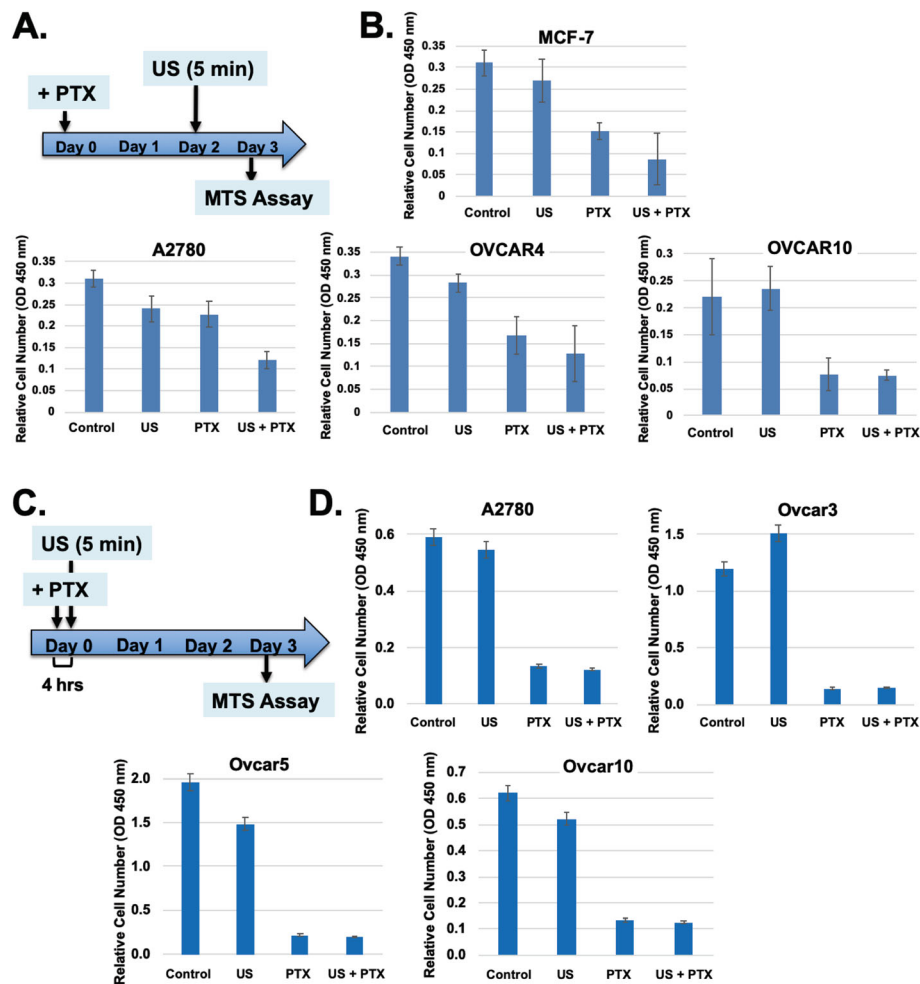 A.
US (5 min)
+ PTX
Day 0 Day 1 Day 2 Day 3
MTS Assay
B.
MCF-7
Relative Cell Number (OD 450 nm)
0.35
0.3
0.25
0.2
0.15
0.1
0.05
0
Control US PTX US + PTX
A2780
Relative Cell Number (OD 450 nm)
0.35
0.3
0.25
0.2
0.15
0.1
0.05
0
Control US PTX US + PTX
OVCAR4
Relative Cell Number (OD 450 nm)
0.35
0.3
0.25
0.2
0.15
0.1
0.05
0
Control US PTX US + PTX
OVCAR10
Relative Cell Number (OD 450 nm)
0.3
0.25
0.2
0.15
0.1
0.05
0
Control US PTX US + PTX
C.
US (5 min)
+ PTX
Day 0 Day 1 Day 2 Day 3
4 hrs
MTS Assay
D.
A2780
Relative Cell Number (OD 450 nm)
0.6
0.4
0.2
0.0
Control US PTX US + PTX
Ovcar3
Relative Cell Number (OD 450 nm)
1.5
1.0
0.5
0.0
Control US PTX US + PTX
Ovcar5
Relative Cell Number (OD 450 nm)
2.0
1.5
1.0
0.5
0.0
Control US PTX US + PTX
Ovcar10
Relative Cell Number (OD 450 nm)
0.7
0.6
0.5
0.4
0.3
0.2
0.1
0.0
Control US PTX US + PTX